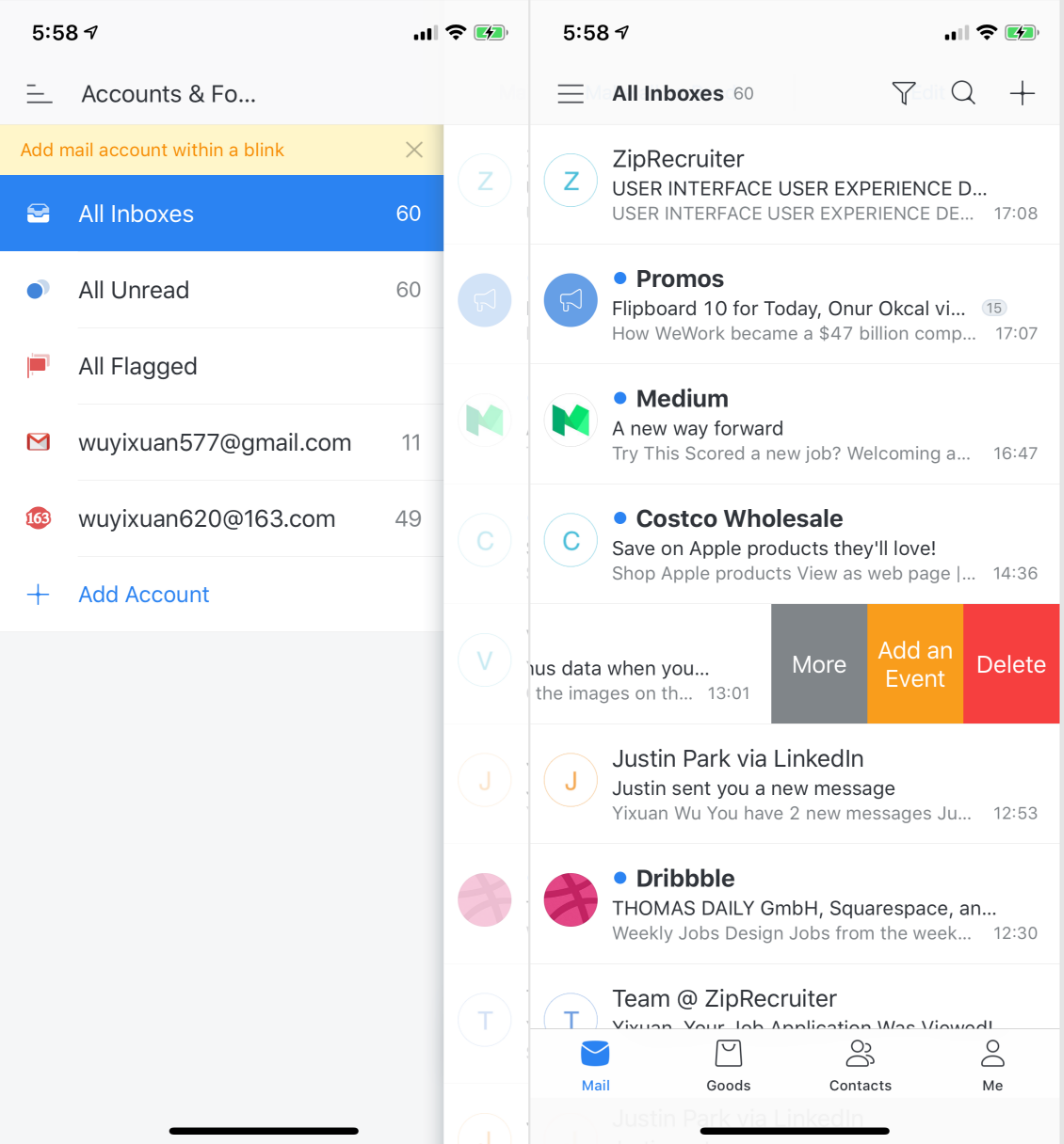 5:58
Accounts & Fo...
Add mail account within a blink
All Inboxes 60
All Unread 60
All Flagged
wuyixuan577@gmail.com 11
163 wuyixuan620@163.com 49
Add Account
Z
C
V
J
T
J
5:58
All Inboxes 60
Edit
Z
ZipRecruiter
USER INTERFACE USER EXPERIENCE D...
USER INTERFACE USER EXPERIENCE DE... 17:08
Promos
Flipboard 10 for Today, Onur Okcal vi... 15
How WeWork became a $47 billion comp... 17:07
Medium
A new way forward
Try This Scored a new job? Welcoming a... 16:47
C
Costco Wholesale
Save on Apple products they'll love!
Shop Apple products View as web page |... 14:36
data when you...
the images on th... 13:01
More
Add an
Event
Delete
J
Justin Park via LinkedIn
Justin sent you a new message
Yixuan Wu You have 2 new messages Ju... 12:53
Dribbble
THOMAS DAILY GmbH, Squarespace, an...
Weekly Jobs Design Jobs from the week... 12:30
T
Team @ ZipRecruiter
Yixuan, Your Job Application Was Viewed!
Mail
Goods
Contacts
Me
Justin Park via LinkedIn